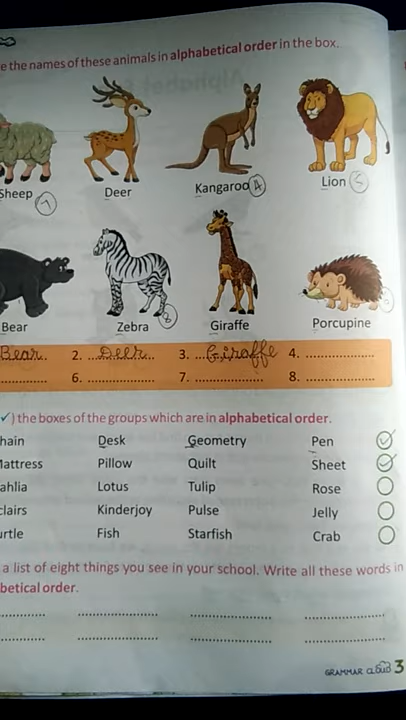 e the names of these animals in alphabetical order in the box.
Sheep 7 Deer Kangaroo 4 Lion 5
Bear Zebra 8 Giraffe Porcupine
Bear 2. Deer 3. Giraffe 4.
6. 7. 8.
✓) the boxes of the groups which are in alphabetical order.
hain Desk Geometry Pen ✓
attress Pillow Quilt Sheet ✓
ahlia Lotus Tulip Rose
clairs Kinderjoy Pulse Jelly
urtle Fish Starfish Crab
a list of eight things you see in your school. Write all these words in
betical order.
GRAMMAR 3